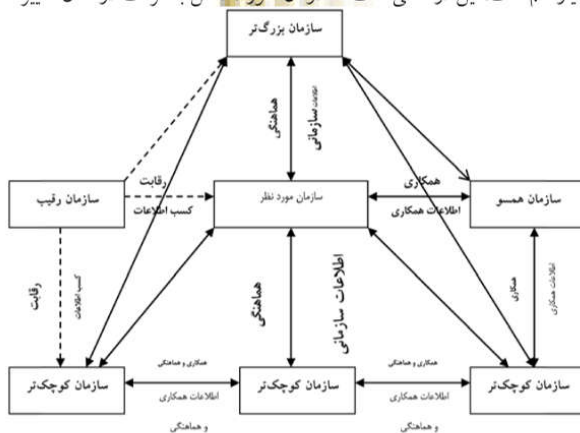 سازمان بزرگ‌تر
هماهنگی
اطلاعات سازمانی
رقابت
کسب اطلاعات
همکاری
اطلاعات همکاری
سازمان رقیب
سازمان مورد نظر
سازمان همسو
رقابت
کسب اطلاعات
هماهنگی
اطلاعات سازمانی
همکاری
اطلاعات همکاری
سازمان کوچک‌تر
همکاری و هماهنگی
اطلاعات همکاری
و هماهنگی
سازمان کوچک‌تر
همکاری و هماهنگی
اطلاعات همکاری
و هماهنگی
سازمان کوچک‌تر